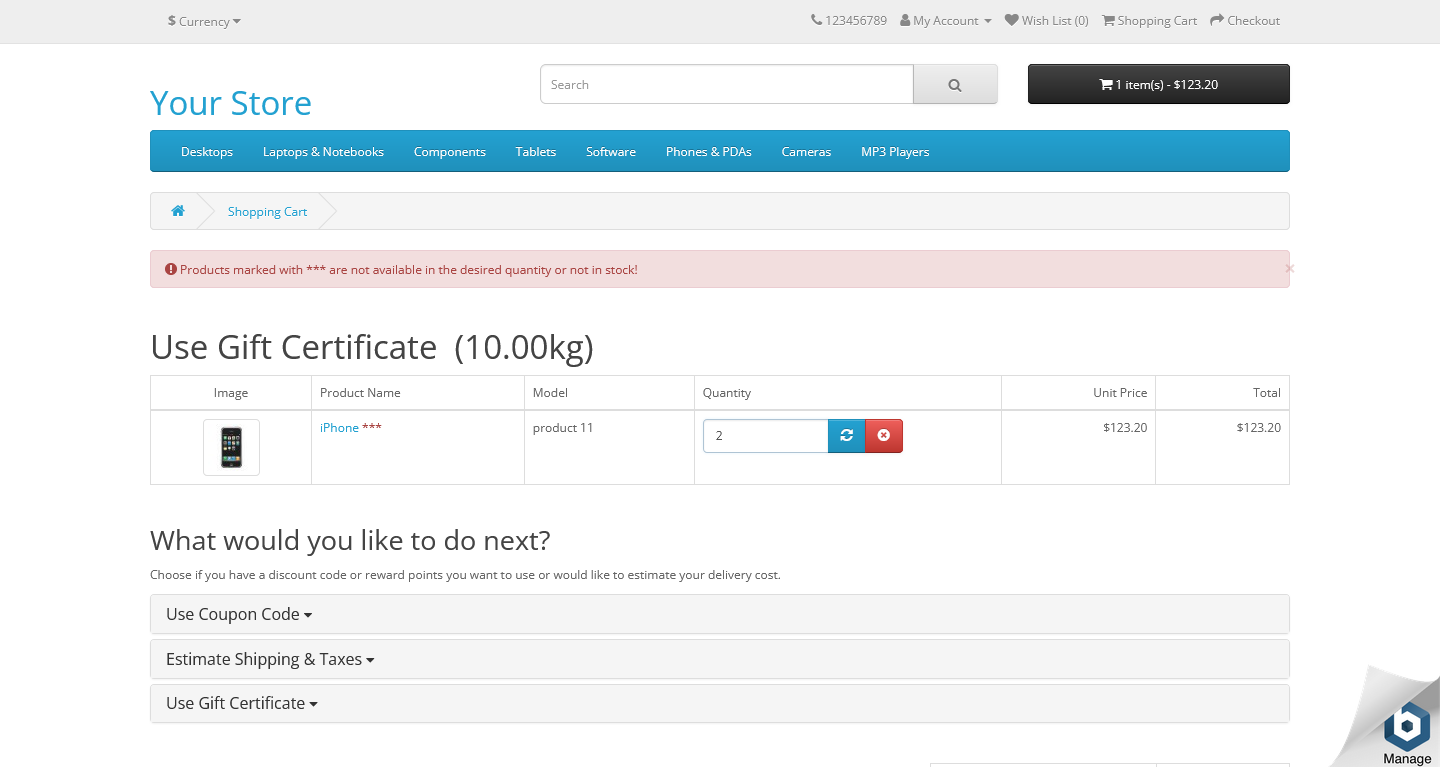 $ Currency
123456789 My Account Wish List (0) Shopping Cart Checkout
Your Store
Search
1 item(s) - $123.20
Desktops Laptops & Notebooks Components Tablets Software Phones & PDAs Cameras MP3 Players
Shopping Cart
Products marked with *** are not available in the desired quantity or not in stock!
×
Use Gift Certificate (10.00kg)
Image Product Name Model Quantity Unit Price Total
iPhone *** product 11 2 $123.20 $123.20
What would you like to do next?
Choose if you have a discount code or reward points you want to use or would like to estimate your delivery cost.
Use Coupon Code
Estimate Shipping & Taxes
Use Gift Certificate
Manage